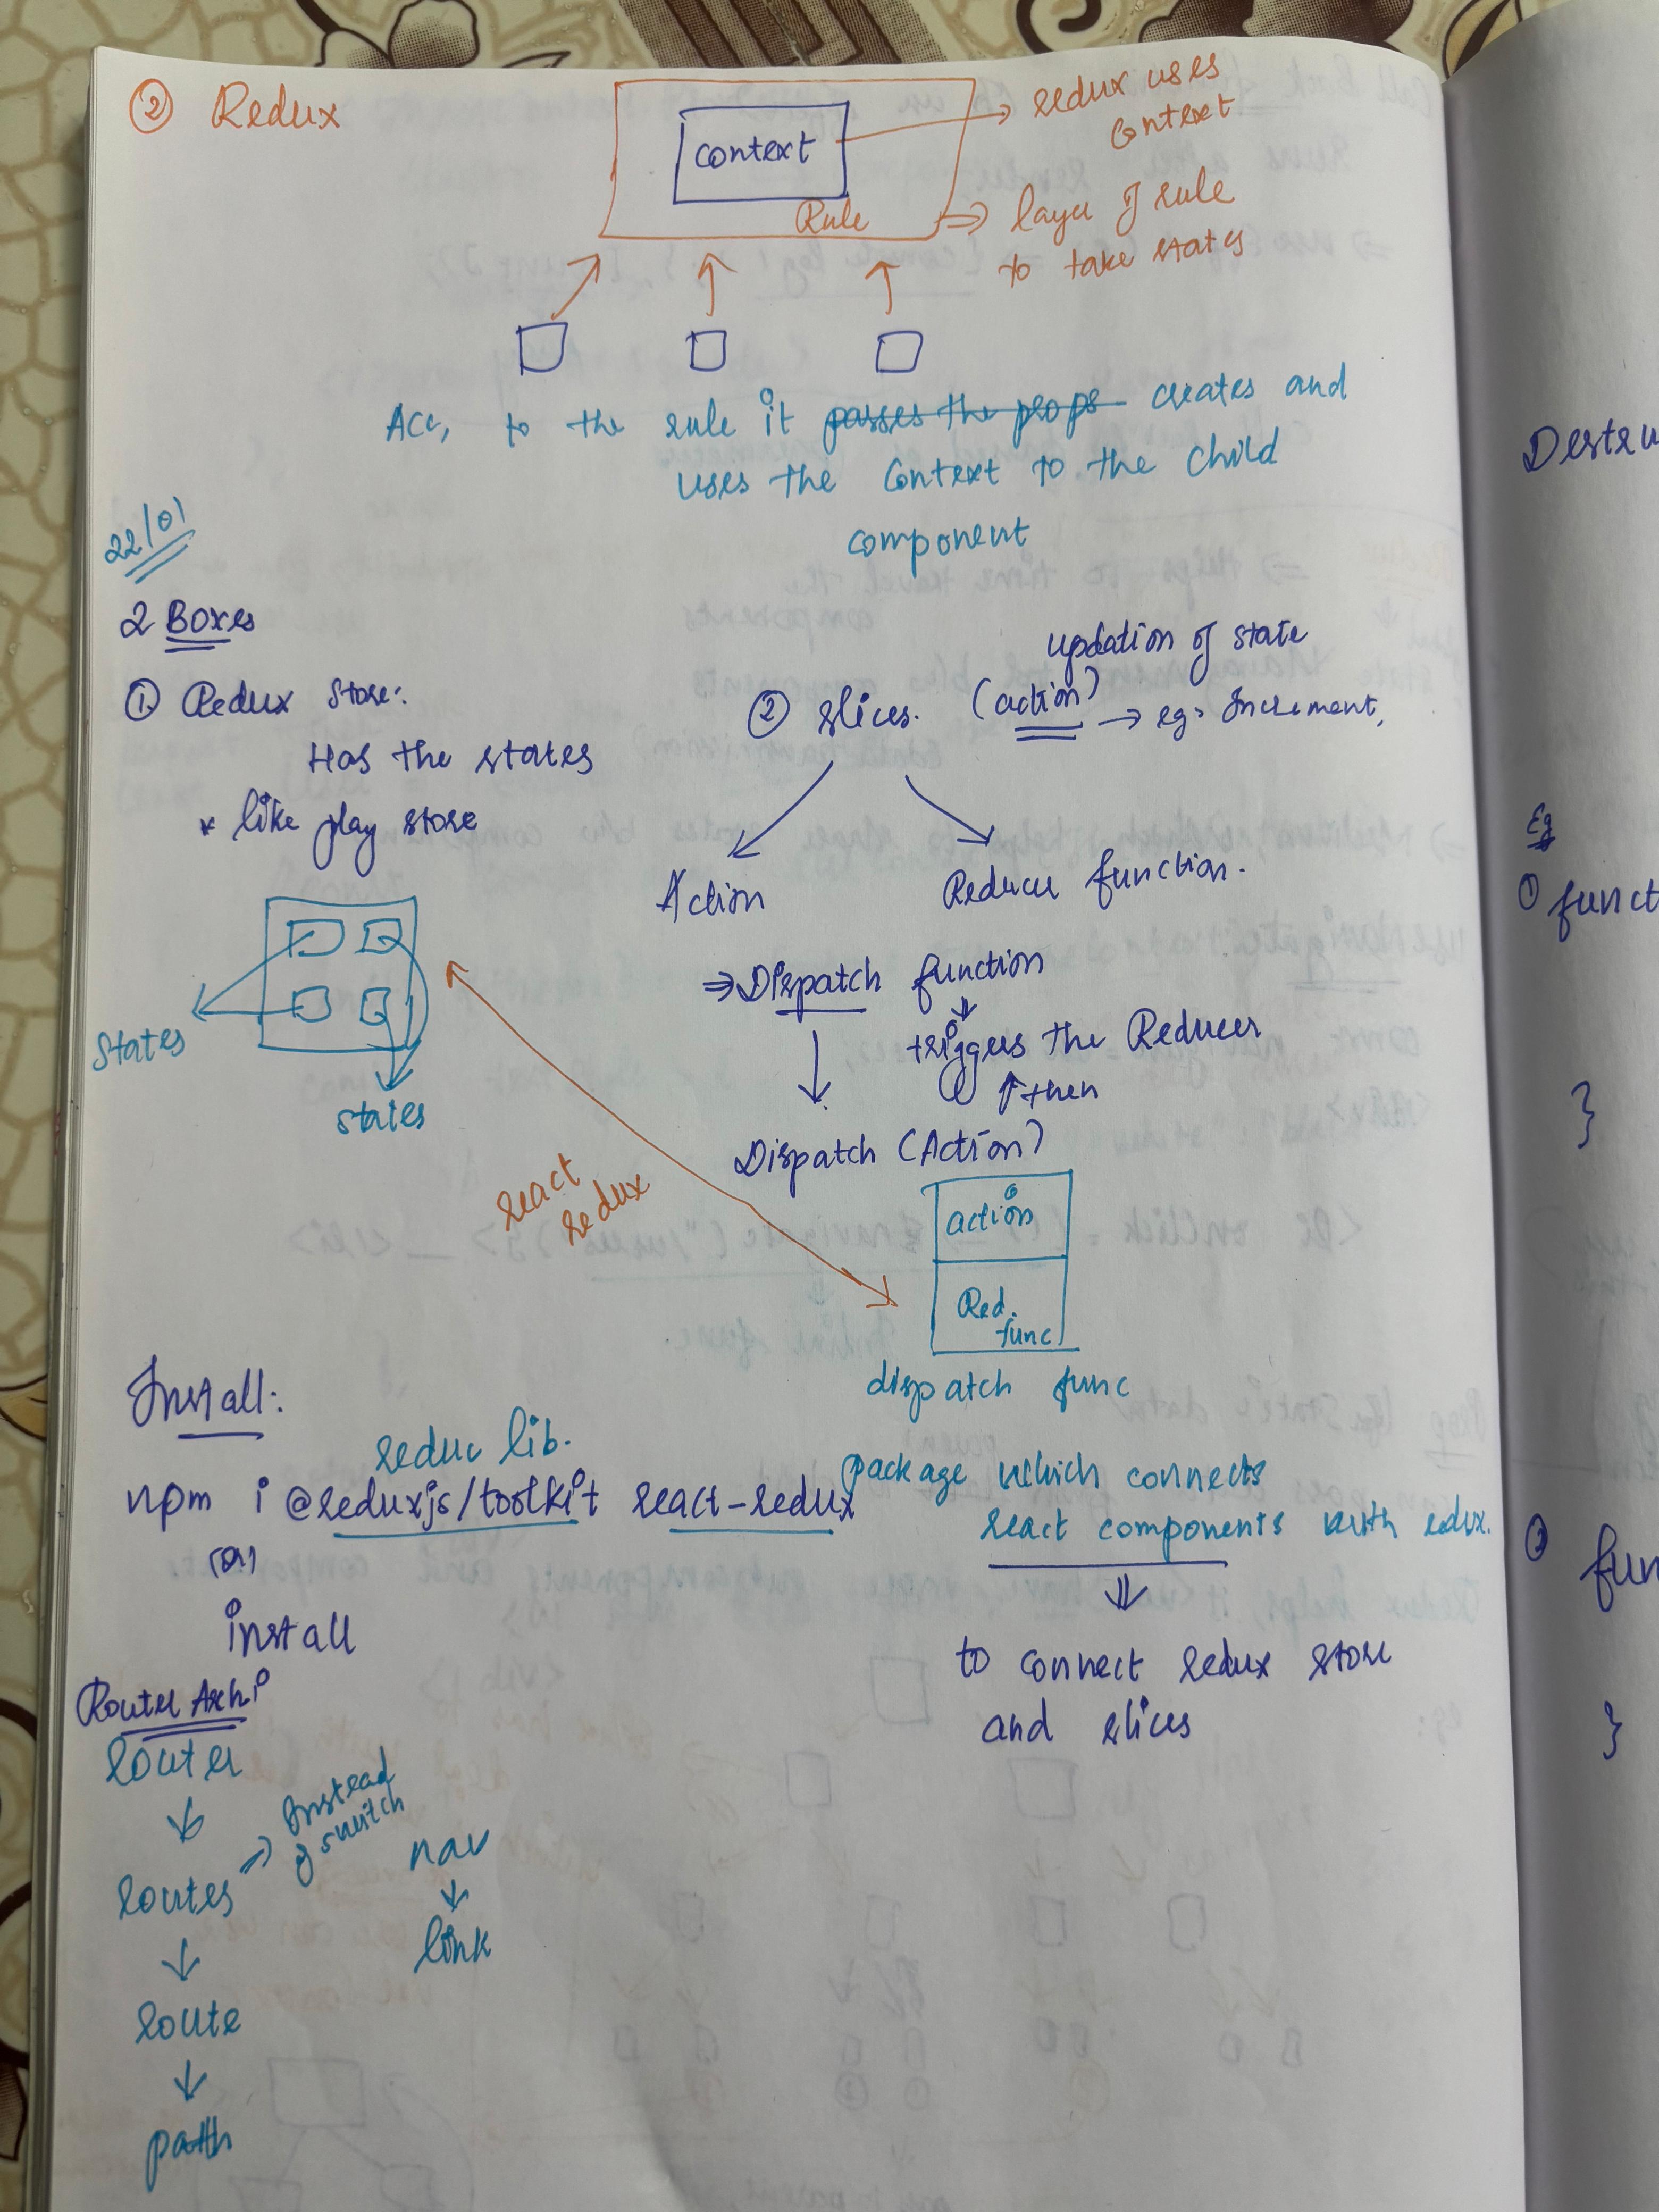 ② Redux
context
Rule
→ redux uses
context
⇒ layer of rule
to take states
Acc, to the rule it passes the props creates and
uses the context to the child
component
22/01
2 Boxes
① Redux Store:
Has the states
* like play store
States
states
② slices. (action)
updation of state
→ eg: Increment,
Action
Reducer function.
⇒ Dispatch function
triggers the Reducer
↑ then
Dispatch (Action)
action
Red.
func
dispatch func
react
redux
Install:
redux lib.
npm i @reduxjs/toolkit react-redux
(or)
install
package which connects
react components with redux.
to connect redux store
and slices
Router Archi
Router
Routes ⇒ Instead
of switch
route
path
nav
link
Destru
Eg
① funct
}
② fun
}